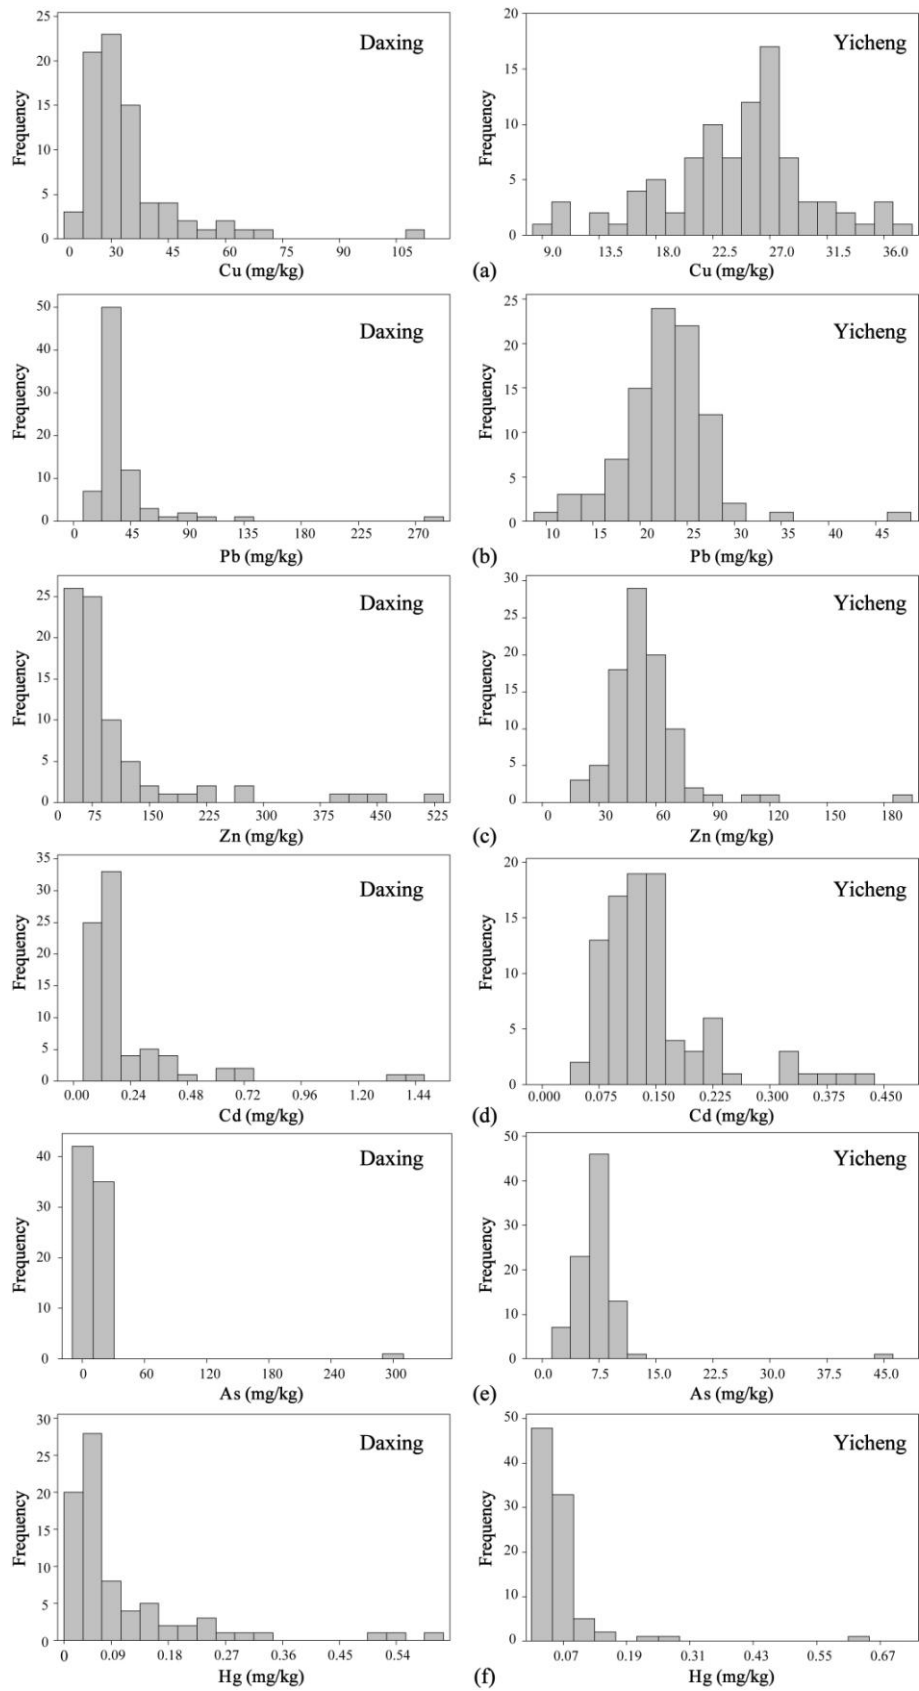 25
20
15
10
5
0
Frequency
Daxing
0 30 45 60 75 90 105
Cu (mg/kg)
20
15
10
5
0
Frequency
Yicheng
9.0 13.5 18.0 22.5 27.0 31.5 36.0
Cu (mg/kg)
(a)
50
40
30
20
10
0
Frequency
Daxing
0 45 90 135 180 225 270
Pb (mg/kg)
25
20
15
10
5
0
Frequency
Yicheng
10 15 20 25 30 35 40 45
Pb (mg/kg)
(b)
25
20
15
10
5
0
Frequency
Daxing
0 75 150 225 300 375 450 525
Zn (mg/kg)
30
25
20
15
10
5
0
Frequency
Yicheng
0 30 60 90 120 150 180
Zn (mg/kg)
(c)
35
30
25
20
15
10
5
0
Frequency
Daxing
0.00 0.24 0.48 0.72 0.96 1.20 1.44
Cd (mg/kg)
20
15
10
5
0
Frequency
Yicheng
0.000 0.075 0.150 0.225 0.300 0.375 0.450
Cd (mg/kg)
(d)
40
30
20
10
0
Frequency
Daxing
0 60 120 180 240 300
As (mg/kg)
50
40
30
20
10
0
Frequency
Yicheng
0.0 7.5 15.0 22.5 30.0 37.5 45.0
As (mg/kg)
(e)
30
25
20
15
10
5
0
Frequency
Daxing
0 0.09 0.18 0.27 0.36 0.45 0.54
Hg (mg/kg)
50
40
30
20
10
0
Frequency
Yicheng
0.07 0.19 0.31 0.43 0.55 0.67
Hg (mg/kg)
(f)